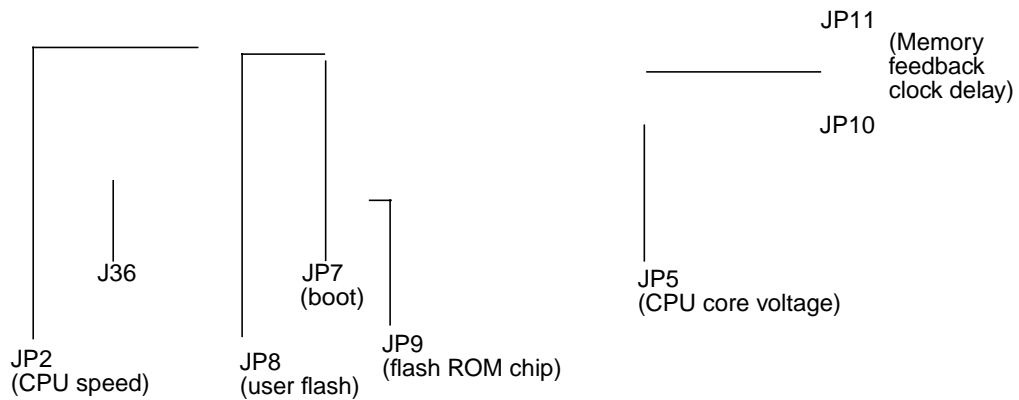 JP11
(Memory
feedback
clock delay)
JP10
J36
JP7
(boot)
JP5
(CPU core voltage)
JP2
(CPU speed)
JP8
(user flash)
JP9
(flash ROM chip)